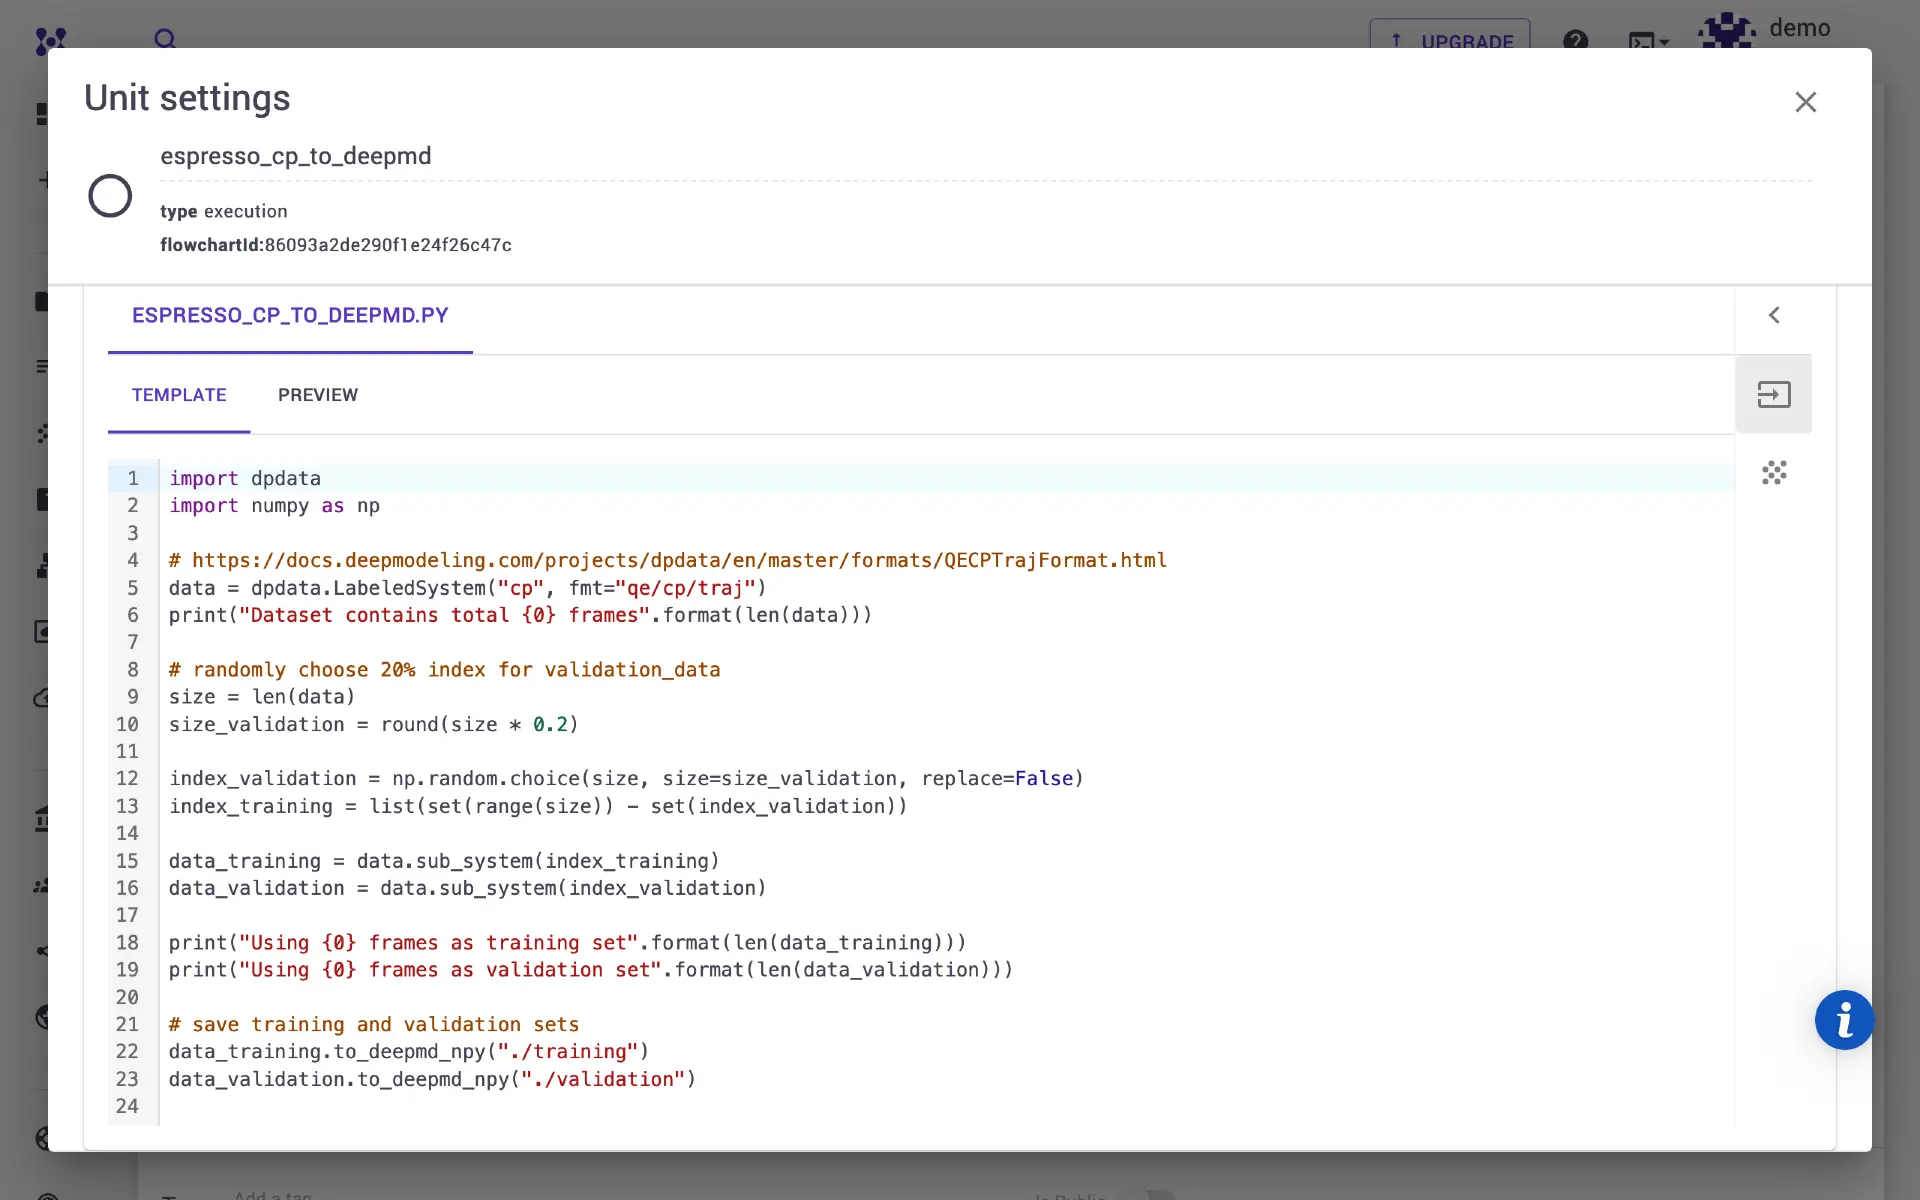 UPGRADE
demo
Unit settings
espresso_cp_to_deepmd
type execution
flowchartId:86093a2de290f1e24f26c47c
ESPRESSO_CP_TO_DEEPMD.PY
TEMPLATE PREVIEW
1 import dpdata
2 import numpy as np
3
4 # https://docs.deepmodeling.com/projects/dpdata/en/master/formats/QECPTrajFormat.html
5 data = dpdata.LabeledSystem("cp", fmt="qe/cp/traj")
6 print("Dataset contains total {0} frames".format(len(data)))
7
8 # randomly choose 20% index for validation_data
9 size = len(data)
10 size_validation = round(size * 0.2)
11
12 index_validation = np.random.choice(size, size=size_validation, replace=False)
13 index_training = list(set(range(size)) - set(index_validation))
14
15 data_training = data.sub_system(index_training)
16 data_validation = data.sub_system(index_validation)
17
18 print("Using {0} frames as training set".format(len(data_training)))
19 print("Using {0} frames as validation set".format(len(data_validation)))
20
21 # save training and validation sets
22 data_training.to_deepmd_npy("./training")
23 data_validation.to_deepmd_npy("./validation")
24
Add a tag
Is Public